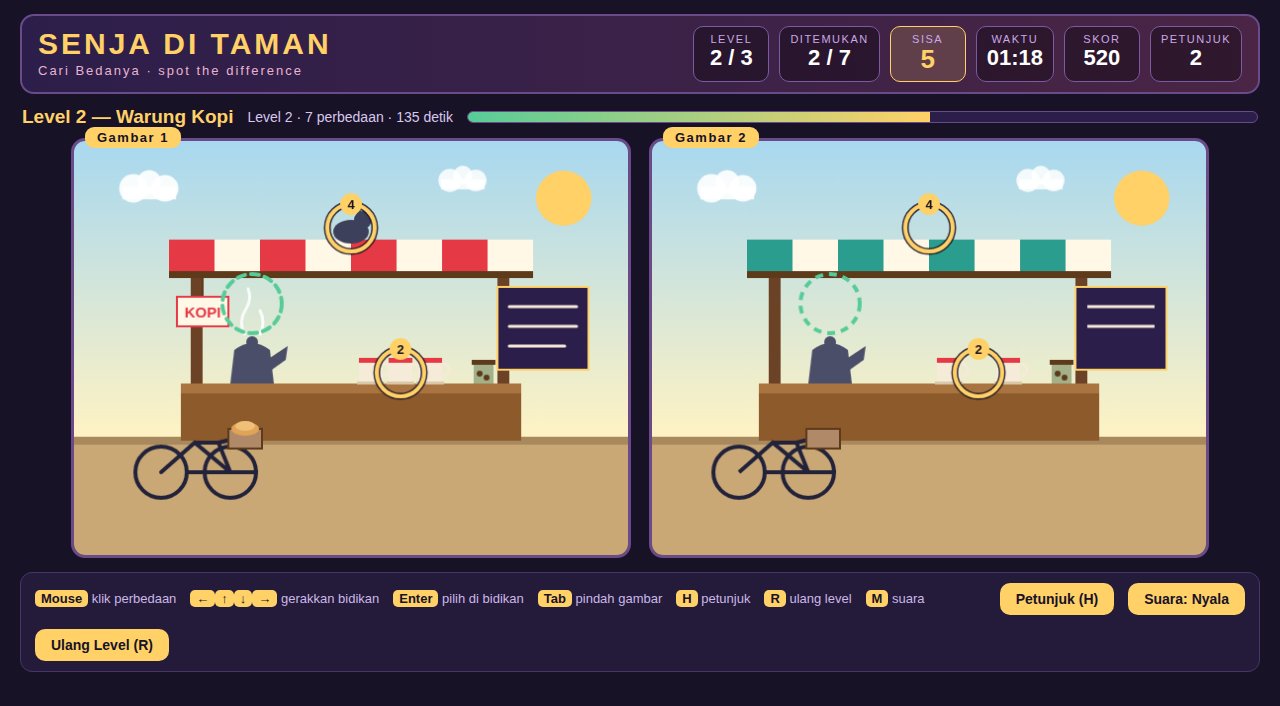 SENJA DI TAMAN
Cari Bedanya · spot the difference
LEVEL
2 / 3
DITEMUKAN
2 / 7
SISA
5
WAKTU
01:18
SKOR
520
PETUNJUK
2
Level 2 — Warung Kopi
Level 2 · 7 perbedaan · 135 detik
Gambar 1
4
KOPI
2
Gambar 2
4
2
Mouse klik perbedaan ← ↑ ↓ → gerakkan bidikan Enter pilih di bidikan Tab pindah gambar H petunjuk R ulang level M suara
Petunjuk (H)
Suara: Nyala
Ulang Level (R)